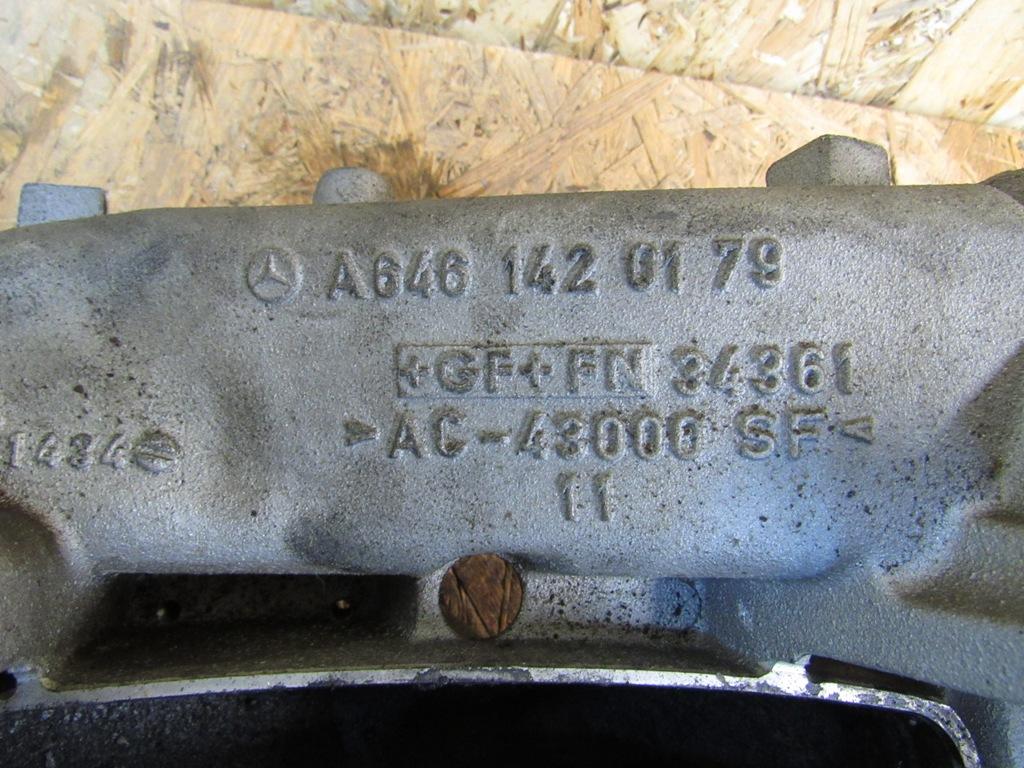 A646 142 01 79
+GF+ FN 34361
>AC-43000 SF<
1434
11